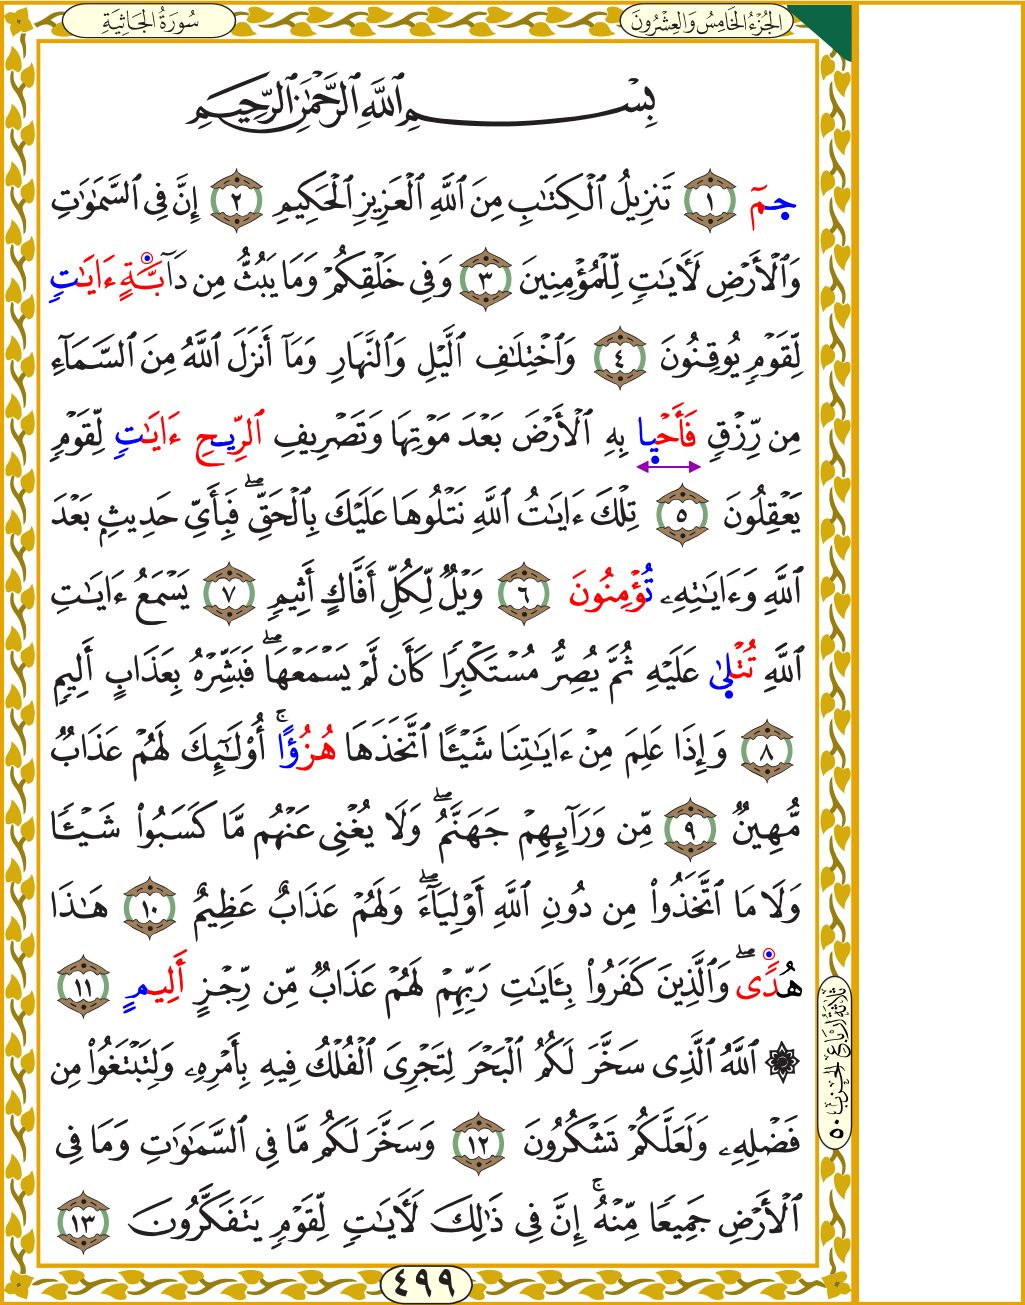 الجُزْءُ الخَامِسُ وَالعِشْرُونَ
سُورَةُ الجَاثِيَةِ
بِسْمِ ٱللَّهِ ٱلرَّحْمَٰنِ ٱلرَّحِيمِ
حمٓ ١ تَنزِيلُ ٱلْكِتَٰبِ مِنَ ٱللَّهِ ٱلْعَزِيزِ ٱلْحَكِيمِ ٢ إِنَّ فِى ٱلسَّمَٰوَٰتِ
وَٱلْأَرْضِ لَأٓيَٰتٍ لِّلْمُؤْمِنِينَ ٣ وَفِى خَلْقِكُمْ وَمَا يَبُثُّ مِن دَآبَّةٍ ءَايَٰتٍ
لِّقَوْمٍ يُوقِنُونَ ٤ وَٱخْتِلَٰفِ ٱلَّيْلِ وَٱلنَّهَارِ وَمَآ أَنزَلَ ٱللَّهُ مِنَ ٱلسَّمَآءِ
مِن رِّزْقٍ فَأَحْيا بِهِ ٱلْأَرْضَ بَعْدَ مَوْتِهَا وَتَصْرِيفِ ٱلرِّيحِ ءَايَٰتٍ لِّقَوْمٍ
يَعْقِلُونَ ٥ تِلْكَ ءَايَٰتُ ٱللَّهِ نَتْلُوهَا عَلَيْكَ بِٱلْحَقِّۖ فَبِأَىِّ حَدِيثٍ بَعْدَ
ٱللَّهِ وَءَايَٰتِهِۦ تُؤْمِنُونَ ٦ وَيْلٌ لِّكُلِّ أَفَّاكٍ أَثِيمٍ ٧ يَسْمَعُ ءَايَٰتِ
ٱللَّهِ تُتْلىٰ عَلَيْهِ ثُمَّ يُصِرُّ مُسْتَكْبِرًا كَأَن لَّمْ يَسْمَعْهَاۖ فَبَشِّرْهُ بِعَذَابٍ أَلِيمٍ
٨ وَإِذَا عَلِمَ مِنْ ءَايَٰتِنَا شَيْـًٔا ٱتَّخَذَهَا هُزُؤًاۚ أُو۟لَٰٓئِكَ لَهُمْ عَذَابٌ
مُّهِينٌ ٩ مِّن وَرَآئِهِمْ جَهَنَّمُۖ وَلَا يُغْنِى عَنْهُم مَّا كَسَبُوا۟ شَيْـًٔا
وَلَا مَا ٱتَّخَذُوا۟ مِن دُونِ ٱللَّهِ أَوْلِيَآءَۖ وَلَهُمْ عَذَابٌ عَظِيمٌ ١٠ هَٰذَا
هُدًىۖ وَٱلَّذِينَ كَفَرُوا۟ بِـَٔايَٰتِ رَبِّهِمْ لَهُمْ عَذَابٌ مِّن رِّجْزٍ أَلِيمٍ ١١
۞ ٱللَّهُ ٱلَّذِى سَخَّرَ لَكُمُ ٱلْبَحْرَ لِتَجْرِىَ ٱلْفُلْكُ فِيهِ بِأَمْرِهِۦ وَلِتَبْتَغُوا۟ مِن
فَضْلِهِۦ وَلَعَلَّكُمْ تَشْكُرُونَ ١٢ وَسَخَّرَ لَكُم مَّا فِى ٱلسَّمَٰوَٰتِ وَمَا فِى
ٱلْأَرْضِ جَمِيعًا مِّنْهُۚ إِنَّ فِى ذَٰلِكَ لَأٓيَٰتٍ لِّقَوْمٍ يَتَفَكَّرُونَ ١٣
ثلاثة ارباع الحزب ٥٠
٤٩٩